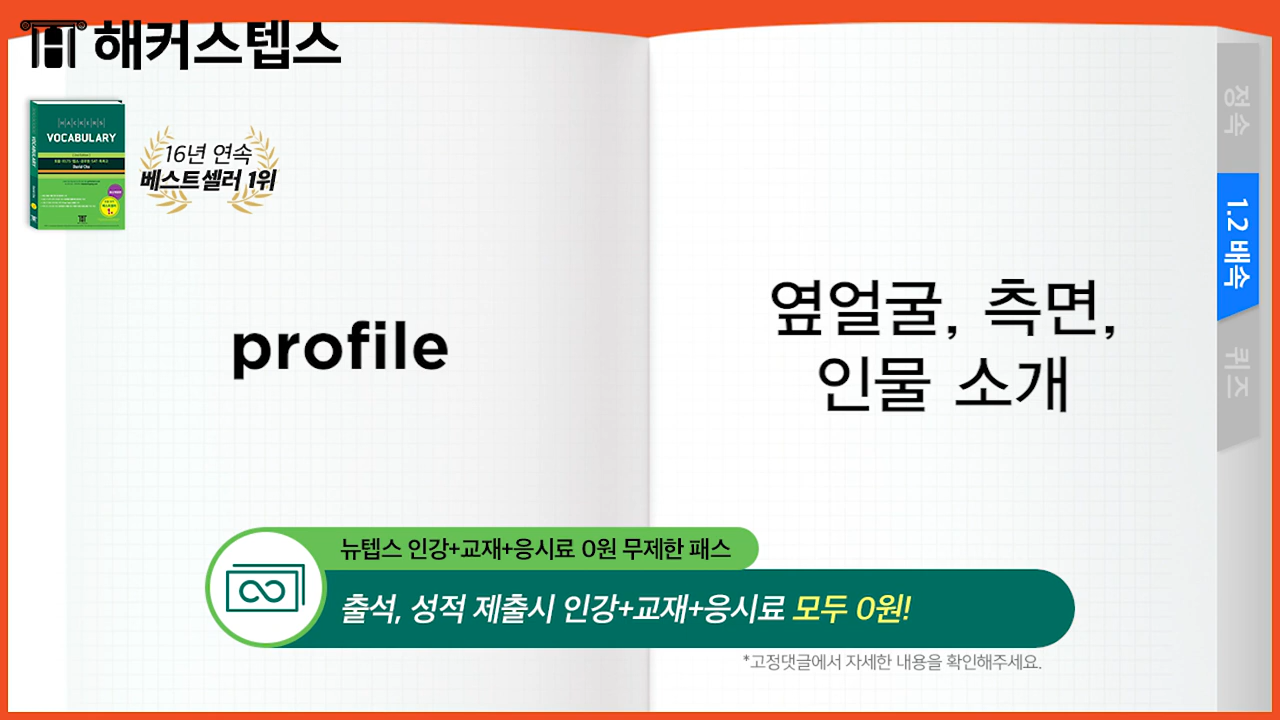 해커스텝스
HACKERS
VOCABULARY
David Cho
16년 연속
베스트셀러 1위
profile
옆얼굴, 측면,
인물 소개
정속
1.2 배속
퀴즈
뉴텝스 인강+교재+응시료 0원 무제한 패스
출석, 성적 제출시 인강+교재+응시료 모두 0원!
*고정댓글에서 자세한 내용을 확인해주세요.